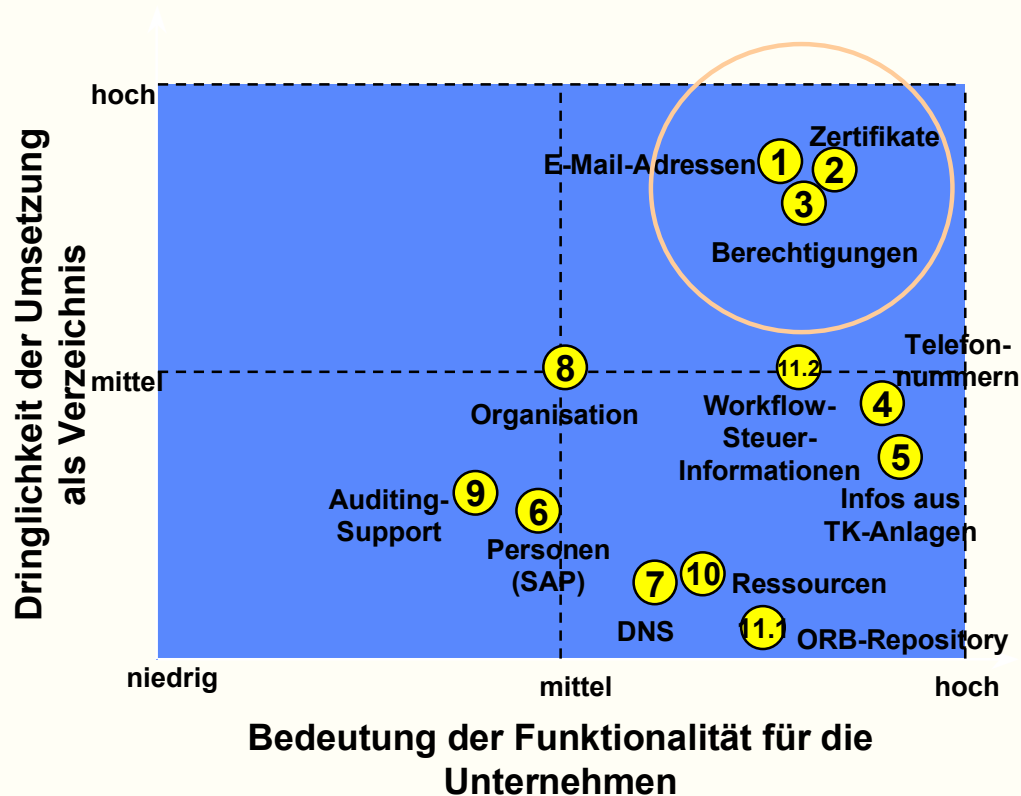 hoch
Zertifikate
E-Mail-Adressen
1
2
3
Berechtigungen
Dringlichkeit der Umsetzung
als Verzeichnis
mittel
8
Organisation
11.2
Workflow-
Steuer-
Informationen
Telefon-
nummern
4
5
Infos aus
TK-Anlagen
9
Auditing-
Support
6
Personen
(SAP)
7
DNS
10
Ressourcen
11.1
ORB-Repository
niedrig
mittel
hoch
Bedeutung der Funktionalität für die
Unternehmen